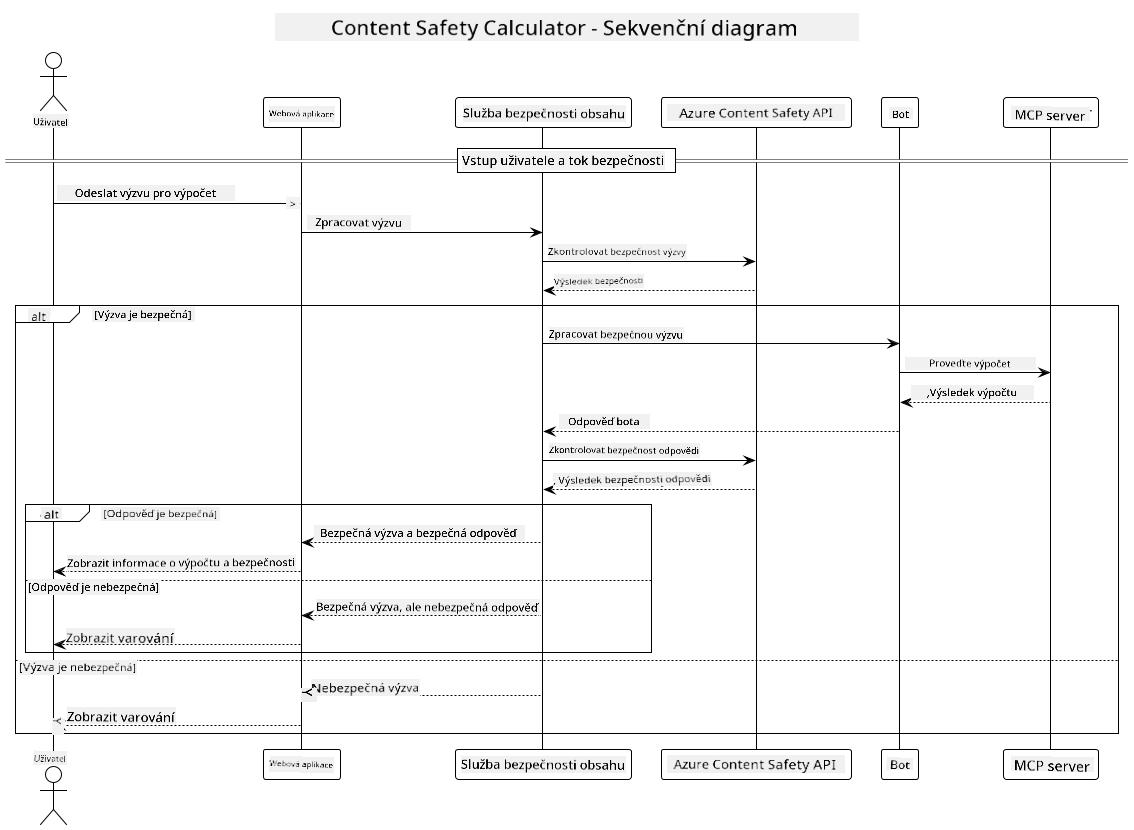 Content Safety Calculator - Sekvenční diagram
Uživatel
Webová aplikace
Služba bezpečnosti obsahu
Azure Content Safety API
Bot
MCP server
Vstup uživatele a tok bezpečnosti
Odeslat výzvu pro výpočet
Zpracovat výzvu
Zkontrolovat bezpečnost výzvy
Výsledek bezpečnosti
alt [Výzva je bezpečná]
Zpracovat bezpečnou výzvu
Proveďte výpočet
,Výsledek výpočtu
Odpověď bota
Zkontrolovat bezpečnost odpovědi
Výsledek bezpečnosti odpovědi
alt [Odpověď je bezpečná]
Bezpečná výzva a bezpečná odpověď
Zobrazit informace o výpočtu a bezpečnosti
[Odpověď je nebezpečná]
Bezpečná výzva, ale nebezpečná odpověď
Zobrazit varování
[Výzva je nebezpečná]
Nebezpečná výzva
Zobrazit varování
Uživatel
Webová aplikace
Služba bezpečnosti obsahu
Azure Content Safety API
Bot
MCP server